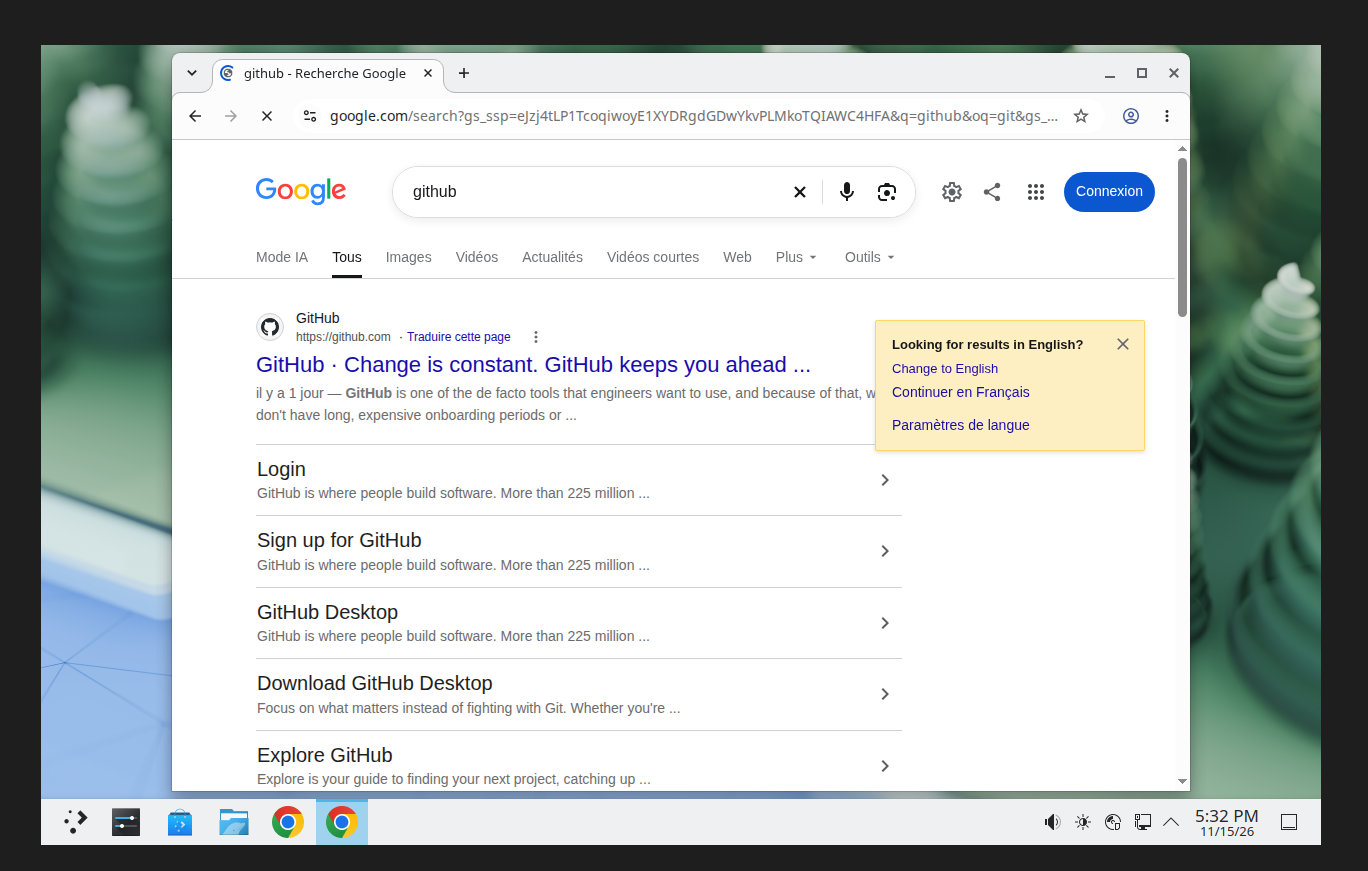 github - Recherche Google
google.com/search?gs_ssp=eJzj4tLP1TcoqiwoyE1XYDRgdGDwYkvPLMkoTQIAWC4HFA&q=github&oq=git&gs_...
Google
github
Connexion
Mode IA Tous Images Vidéos Actualités Vidéos courtes Web Plus Outils
GitHub
https://github.com · Traduire cette page
GitHub · Change is constant. GitHub keeps you ahead ...
il y a 1 jour — GitHub is one of the de facto tools that engineers want to use, and because of that, w
don't have long, expensive onboarding periods or ...
Looking for results in English?
Change to English
Continuer en Français
Paramètres de langue
Login
GitHub is where people build software. More than 225 million ...
Sign up for GitHub
GitHub is where people build software. More than 225 million ...
GitHub Desktop
GitHub is where people build software. More than 225 million ...
Download GitHub Desktop
Focus on what matters instead of fighting with Git. Whether you're ...
Explore GitHub
Explore is your guide to finding your next project, catching up ...
5:32 PM
11/15/26